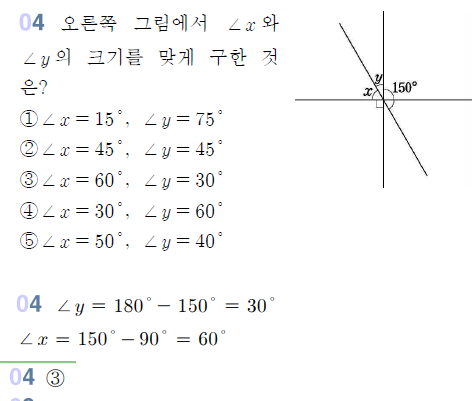 04 오른쪽 그림에서 ∠x와
∠y의 크기를 맞게 구한 것
은?
①∠x=15°, ∠y=75°
②∠x=45°, ∠y=45°
③∠x=60°, ∠y=30°
④∠x=30°, ∠y=60°
⑤∠x=50°, ∠y=40°
y
x 150°
04 ∠y = 180° − 150° = 30°
∠x = 150° − 90° = 60°
04 ③